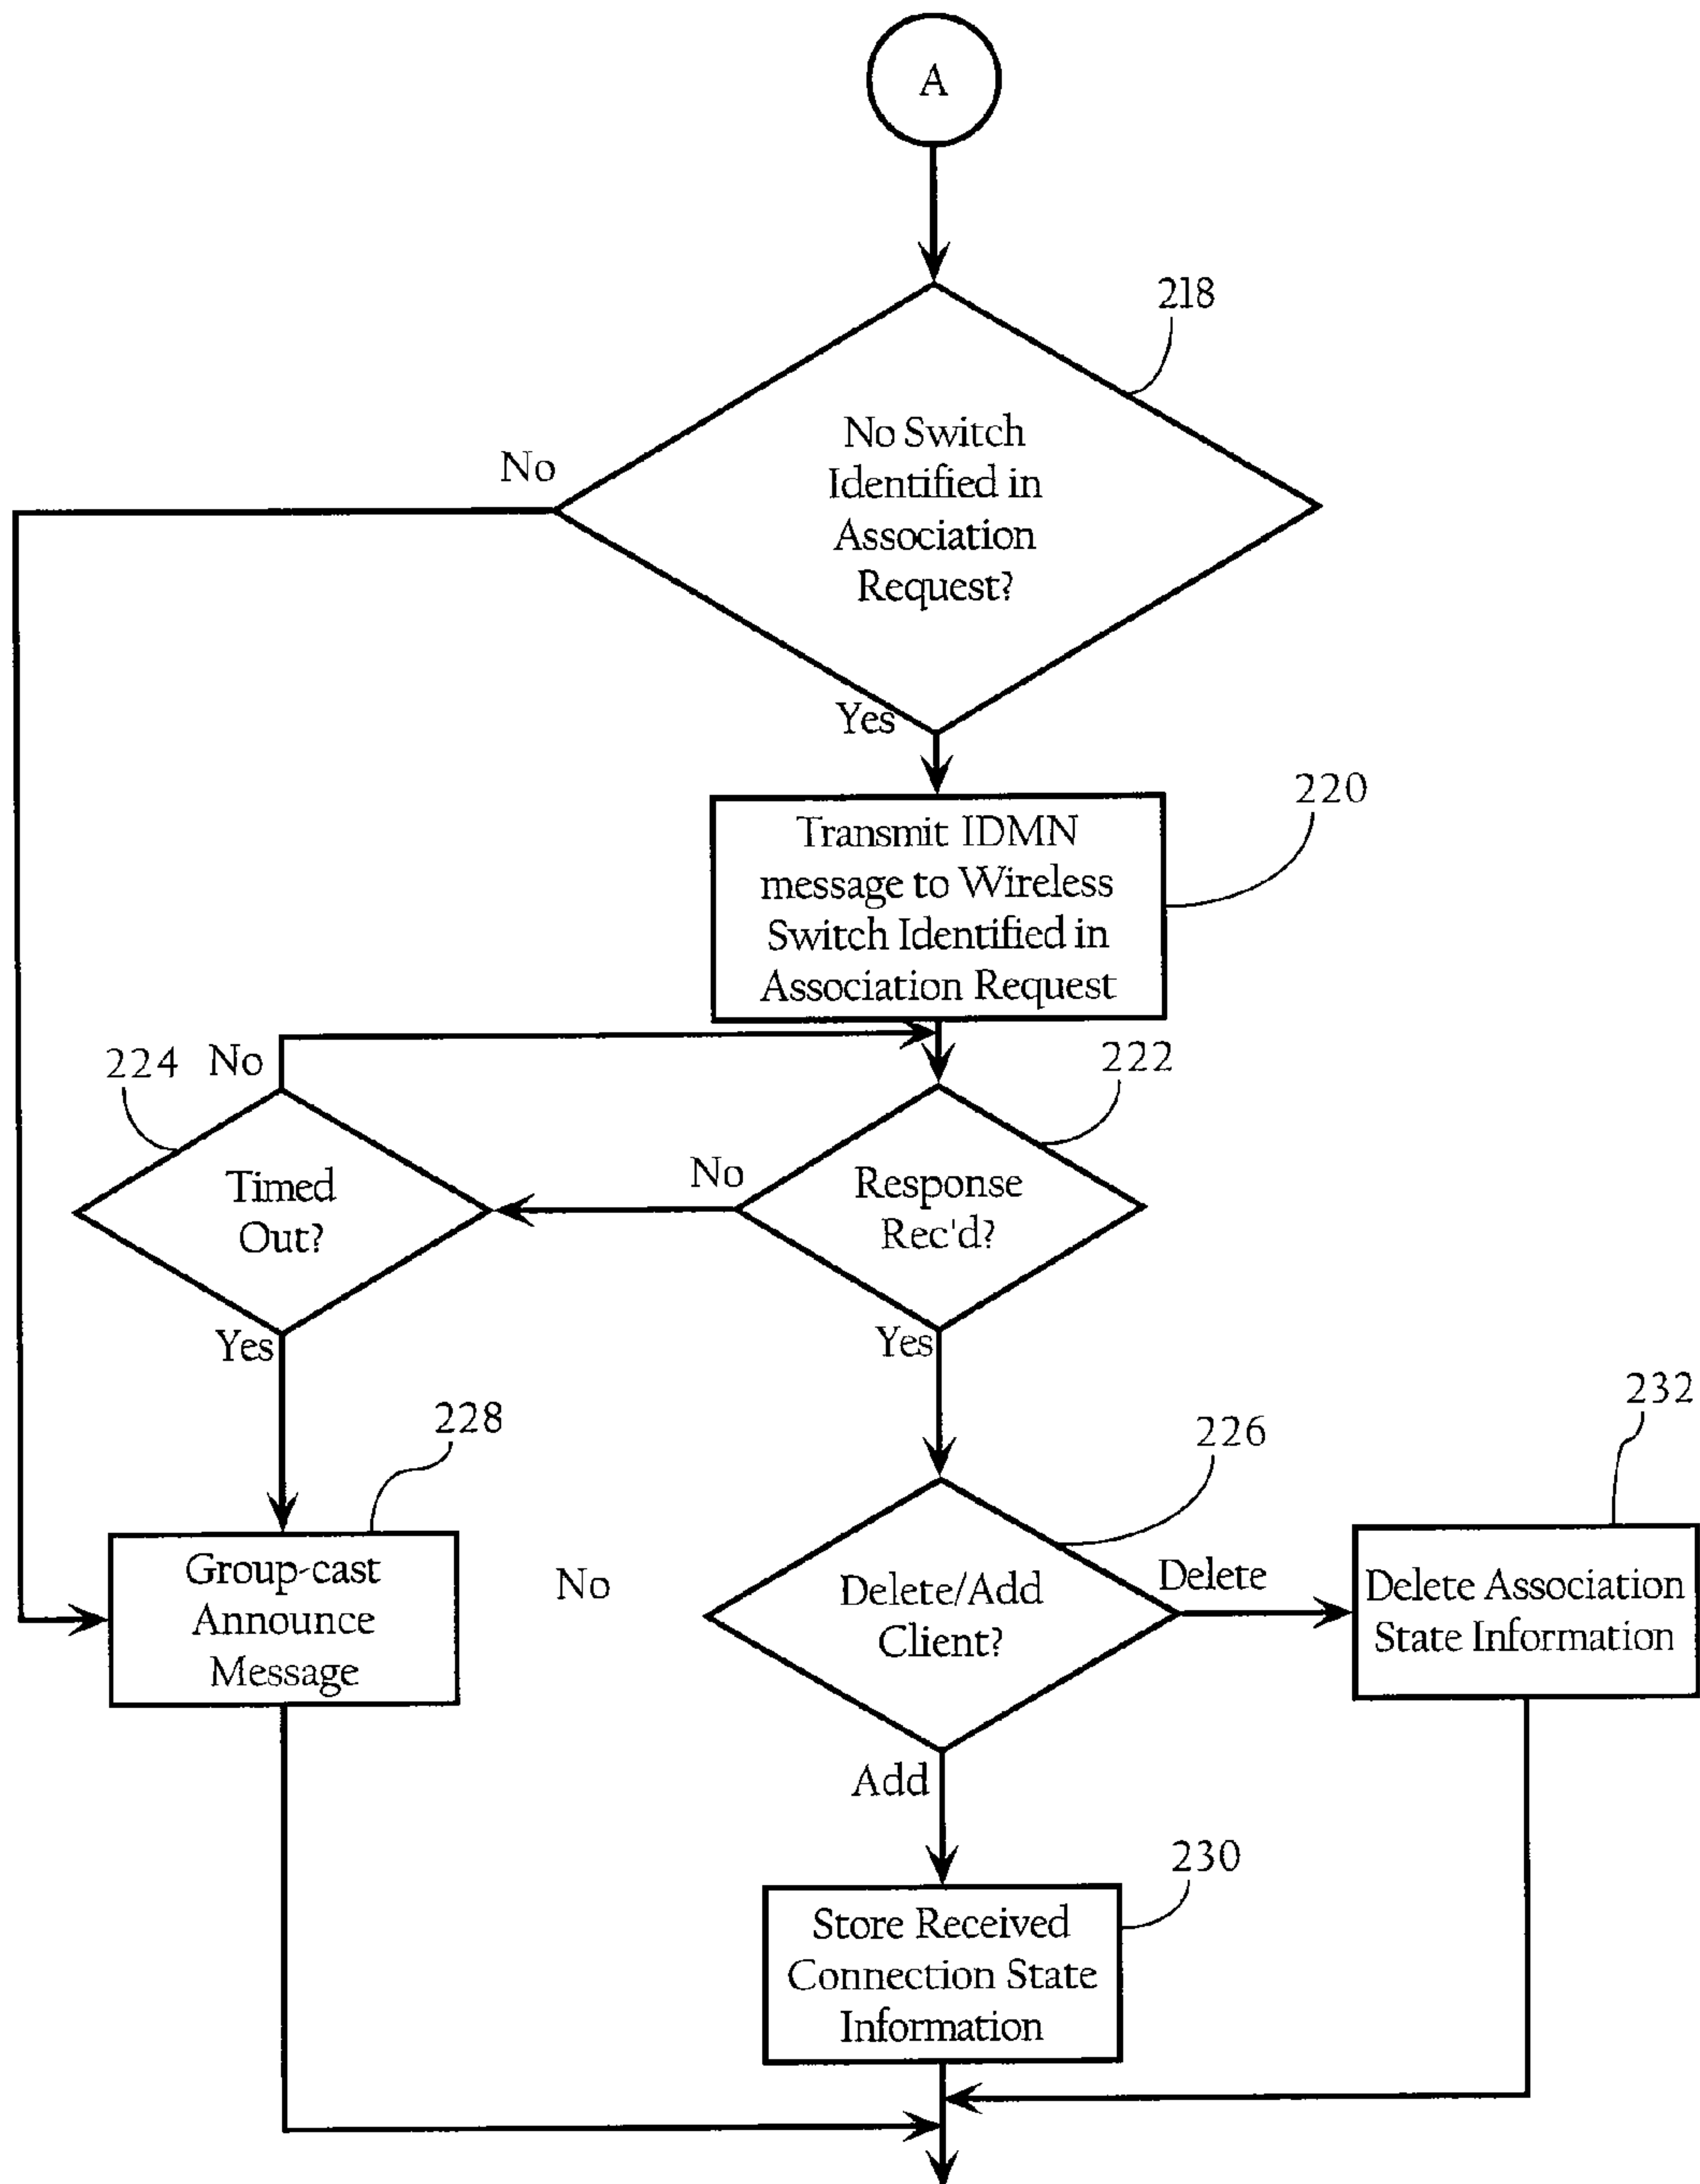 A
218
No Switch
Identified in
Association
Request?
No
Yes
220
Transmit IDMN
message to Wireless
Switch Identified in
Association Request
224
No
222
Timed
Out?
No
Response
Rec'd?
Yes
Yes
228
226
232
Group-cast
Announce
Message
No
Delete/Add
Client?
Delete
Delete Association
State Information
Add
230
Store Received
Connection State
Information